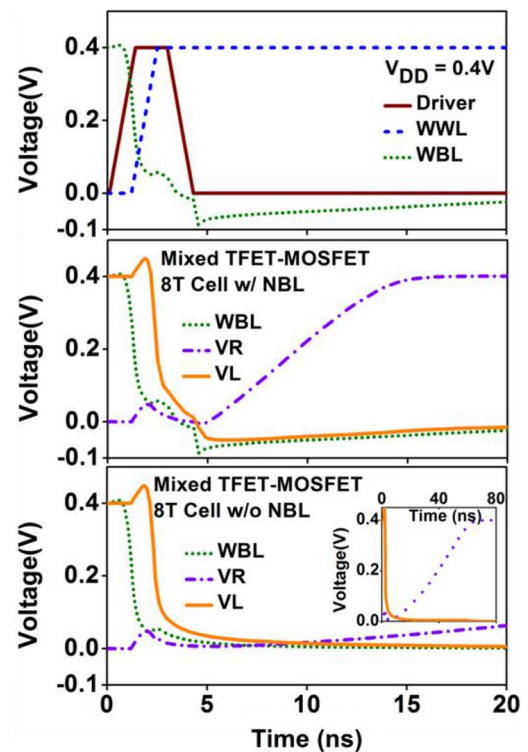 0.4
0.2
0.0
-0.1
Voltage(V)
VDD = 0.4V
Driver
WWL
WBL
0.4
0.2
0.0
-0.1
Voltage(V)
Mixed TFET-MOSFET
8T Cell w/ NBL
WBL
VR
VL
0.4
0.2
0.0
-0.1
Voltage(V)
Mixed TFET-MOSFET
8T Cell w/o NBL
WBL
VR
VL
0 40 80
Time (ns)
0.4
0.2
0.0
Voltage(V)
0 5 10 15 20
Time (ns)